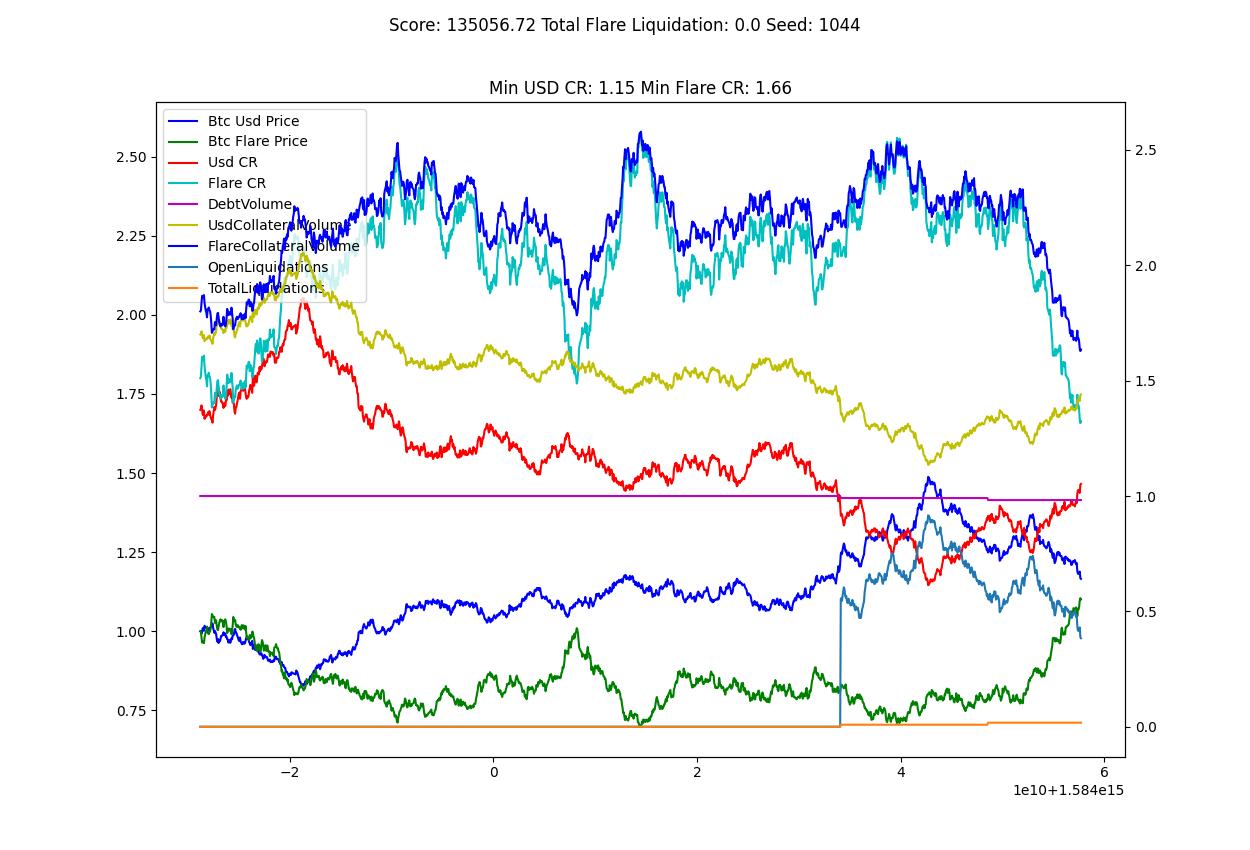 Score: 135056.72 Total Flare Liquidation: 0.0 Seed: 1044
Min USD CR: 1.15 Min Flare CR: 1.66
Btc Usd Price
Btc Flare Price
Usd CR
Flare CR
DebtVolume
UsdCollateralVolume
FlareCollateralVolume
OpenLiquidations
TotalLiquidations
2.50
2.25
2.00
1.75
1.50
1.25
1.00
0.75
2.5
2.0
1.5
1.0
0.5
0.0
−2
0
2
4
6
1e10+1.584e15